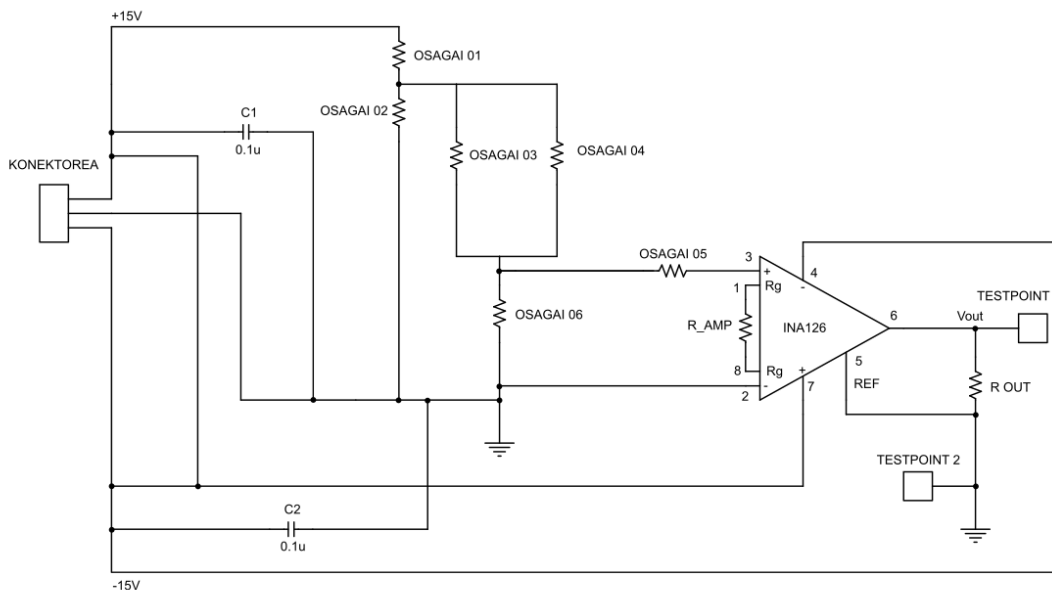 +15V
OSAGAI 01
C1
OSAGAI 02
0.1u
OSAGAI 03
OSAGAI 04
KONEKTOREA
OSAGAI 05
3
4
+
-
1
Rg
TESTPOINT
OSAGAI 06
R_AMP
INA126
Vout
6
5
8
Rg
+
REF
R OUT
-
2
7
TESTPOINT 2
C2
0.1u
-15V